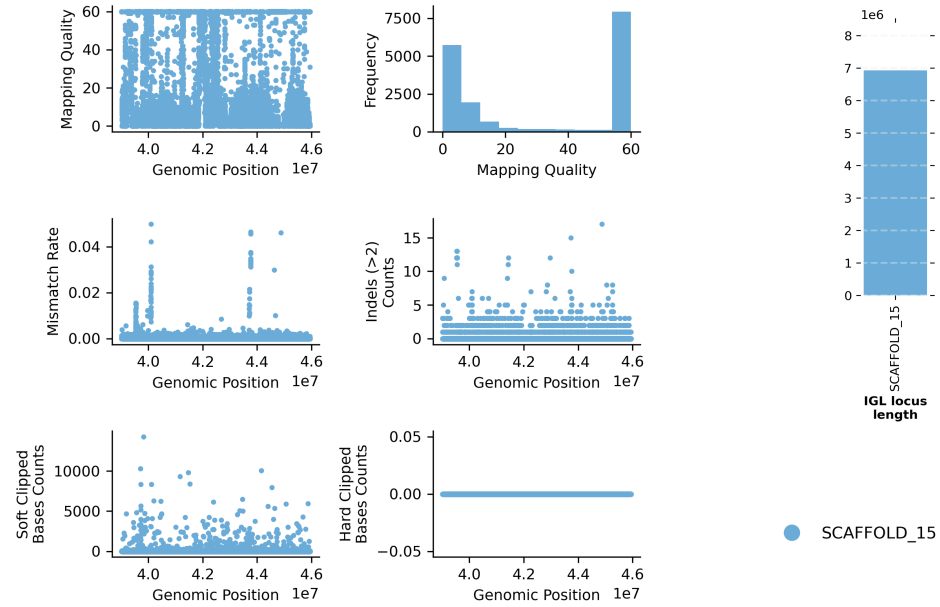 60
40
20
0
Mapping Quality
4.0
4.2
4.4
4.6
Genomic Position
1e7
7500
5000
2500
0
Frequency
0
20
40
60
Mapping Quality
1e6
8
7
6
5
4
3
2
1
0
SCAFFOLD_15
IGL locus
length
0.04
0.02
0.00
Mismatch Rate
4.0
4.2
4.4
4.6
Genomic Position
1e7
15
10
5
0
Indels (>2)
Counts
4.0
4.2
4.4
4.6
Genomic Position
1e7
10000
5000
0
Soft Clipped
Bases Counts
4.0
4.2
4.4
4.6
Genomic Position
1e7
0.05
0.00
−0.05
Hard Clipped
Bases Counts
4.0
4.2
4.4
4.6
Genomic Position
1e7
SCAFFOLD_15